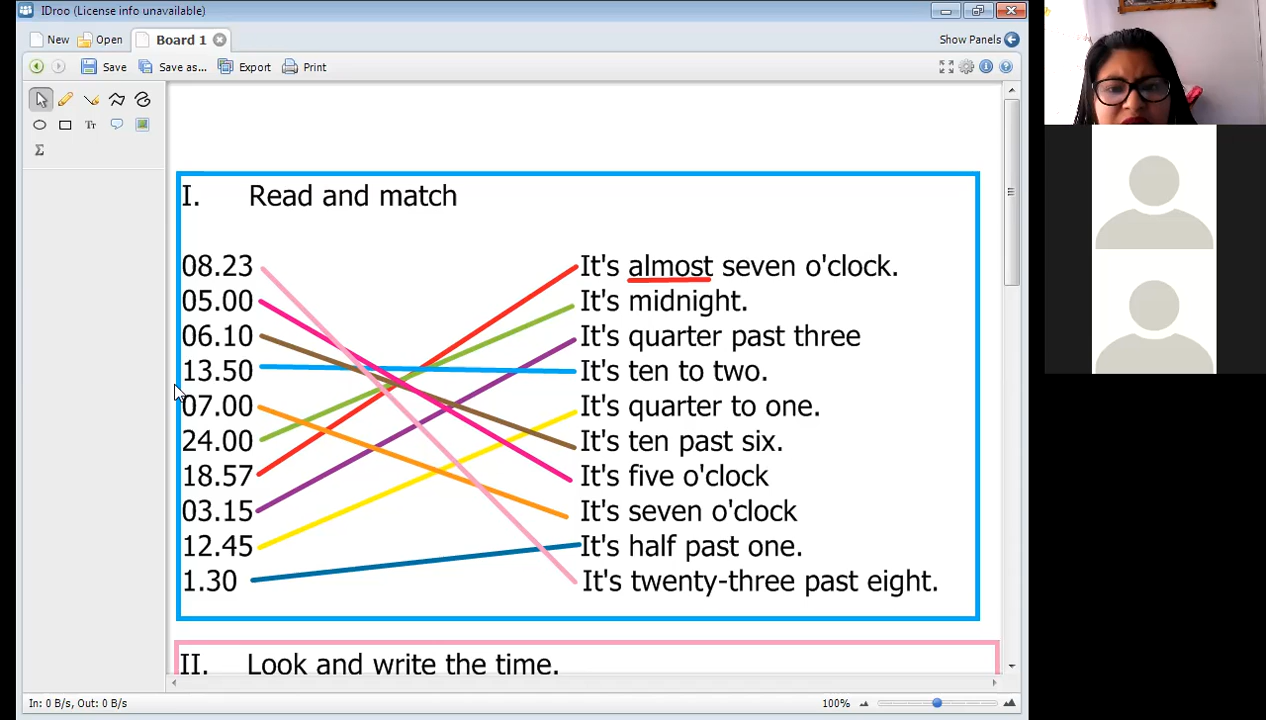 IDroo (License info unavailable)
New Open Board 1 Show Panels
Save Save as... Export Print
Tr
Σ
I. Read and match
08.23 It's almost seven o'clock.
05.00 It's midnight.
06.10 It's quarter past three
13.50 It's ten to two.
07.00 It's quarter to one.
24.00 It's ten past six.
18.57 It's five o'clock
03.15 It's seven o'clock
12.45 It's half past one.
1.30 It's twenty-three past eight.
II. Look and write the time.
In: 0 B/s, Out: 0 B/s 100%